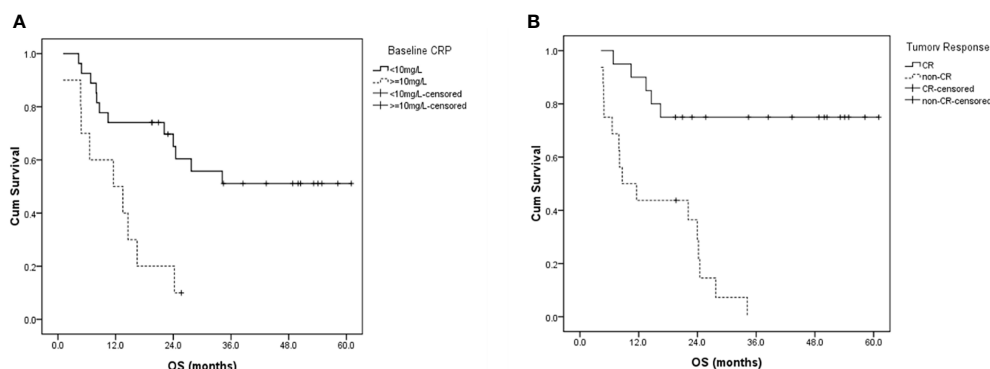 A
Baseline CRP
<10mg/L
>=10mg/L
<10mg/L-censored
>=10mg/L-censored
Cum Survival
1.0
0.8
0.6
0.4
0.2
0.0
0.0 12.0 24.0 36.0 48.0 60.0
OS (months)
B
Tumorv Response
CR
non-CR
CR-censored
non-CR-censored
Cum Survival
1.0
0.8
0.6
0.4
0.2
0.0
0.0 12.0 24.0 36.0 48.0 60.0
OS (months)